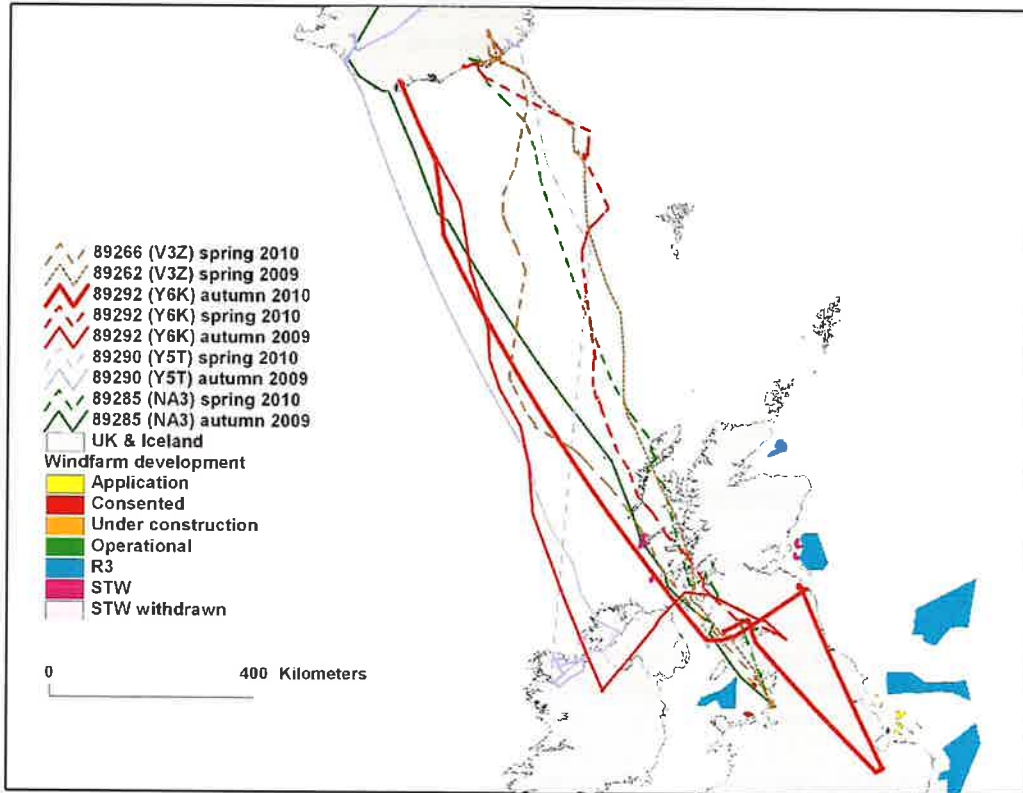 89266 (V3Z) spring 2010
89262 (V3Z) spring 2009
89292 (Y6K) autumn 2010
89292 (Y6K) spring 2010
89292 (Y6K) autumn 2009
89290 (Y5T) spring 2010
89290 (Y5T) autumn 2009
89285 (NA3) spring 2010
89285 (NA3) autumn 2009
UK & Iceland
Windfarm development
Application
Consented
Under construction
Operational
R3
STW
STW withdrawn
0 400 Kilometers